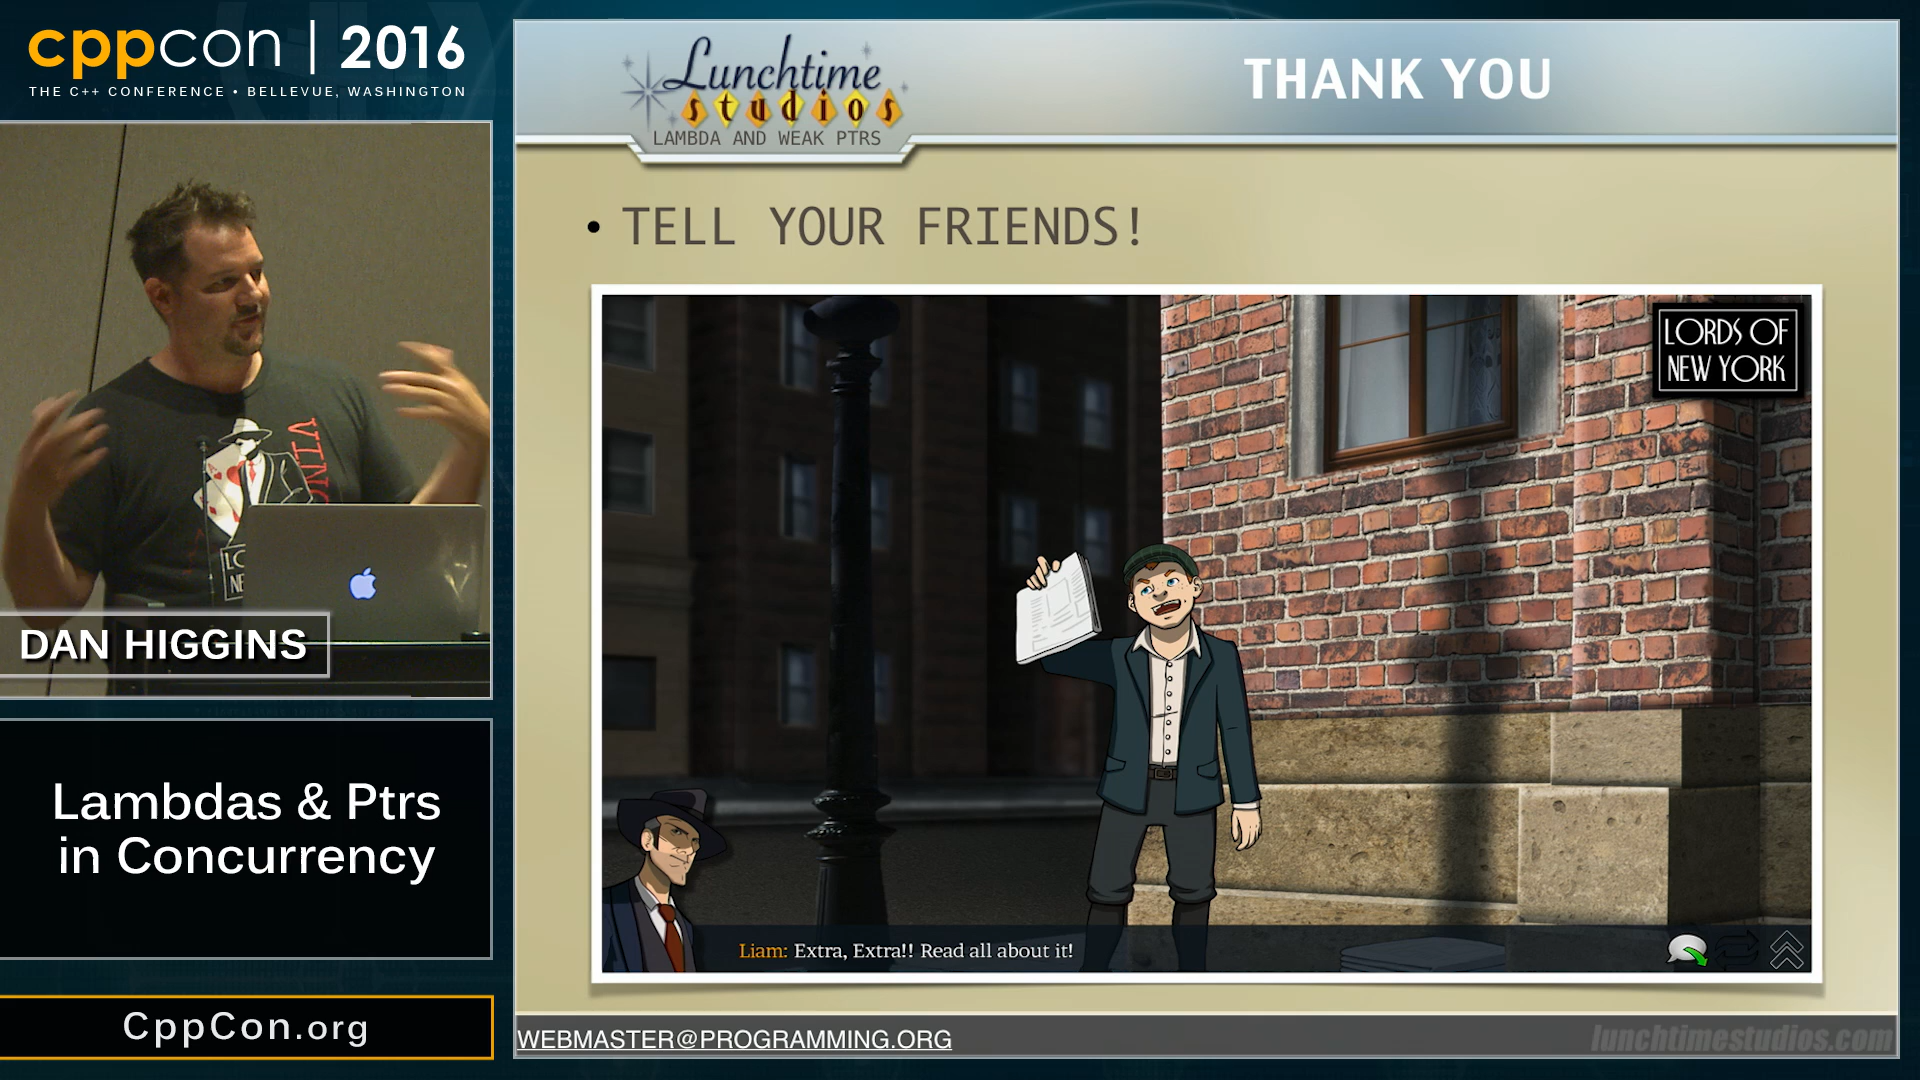 cppcon | 2016
THE C++ CONFERENCE • BELLEVUE, WASHINGTON
DAN HIGGINS
Lambdas & Ptrs
in Concurrency
CppCon.org
Lunchtime
studios
LAMBDA AND WEAK PTRS
THANK YOU
• TELL YOUR FRIENDS!
LORDS OF
NEW YORK
Liam: Extra, Extra!! Read all about it!
WEBMASTER@PROGRAMMING.ORG
lunchtimestudios.com